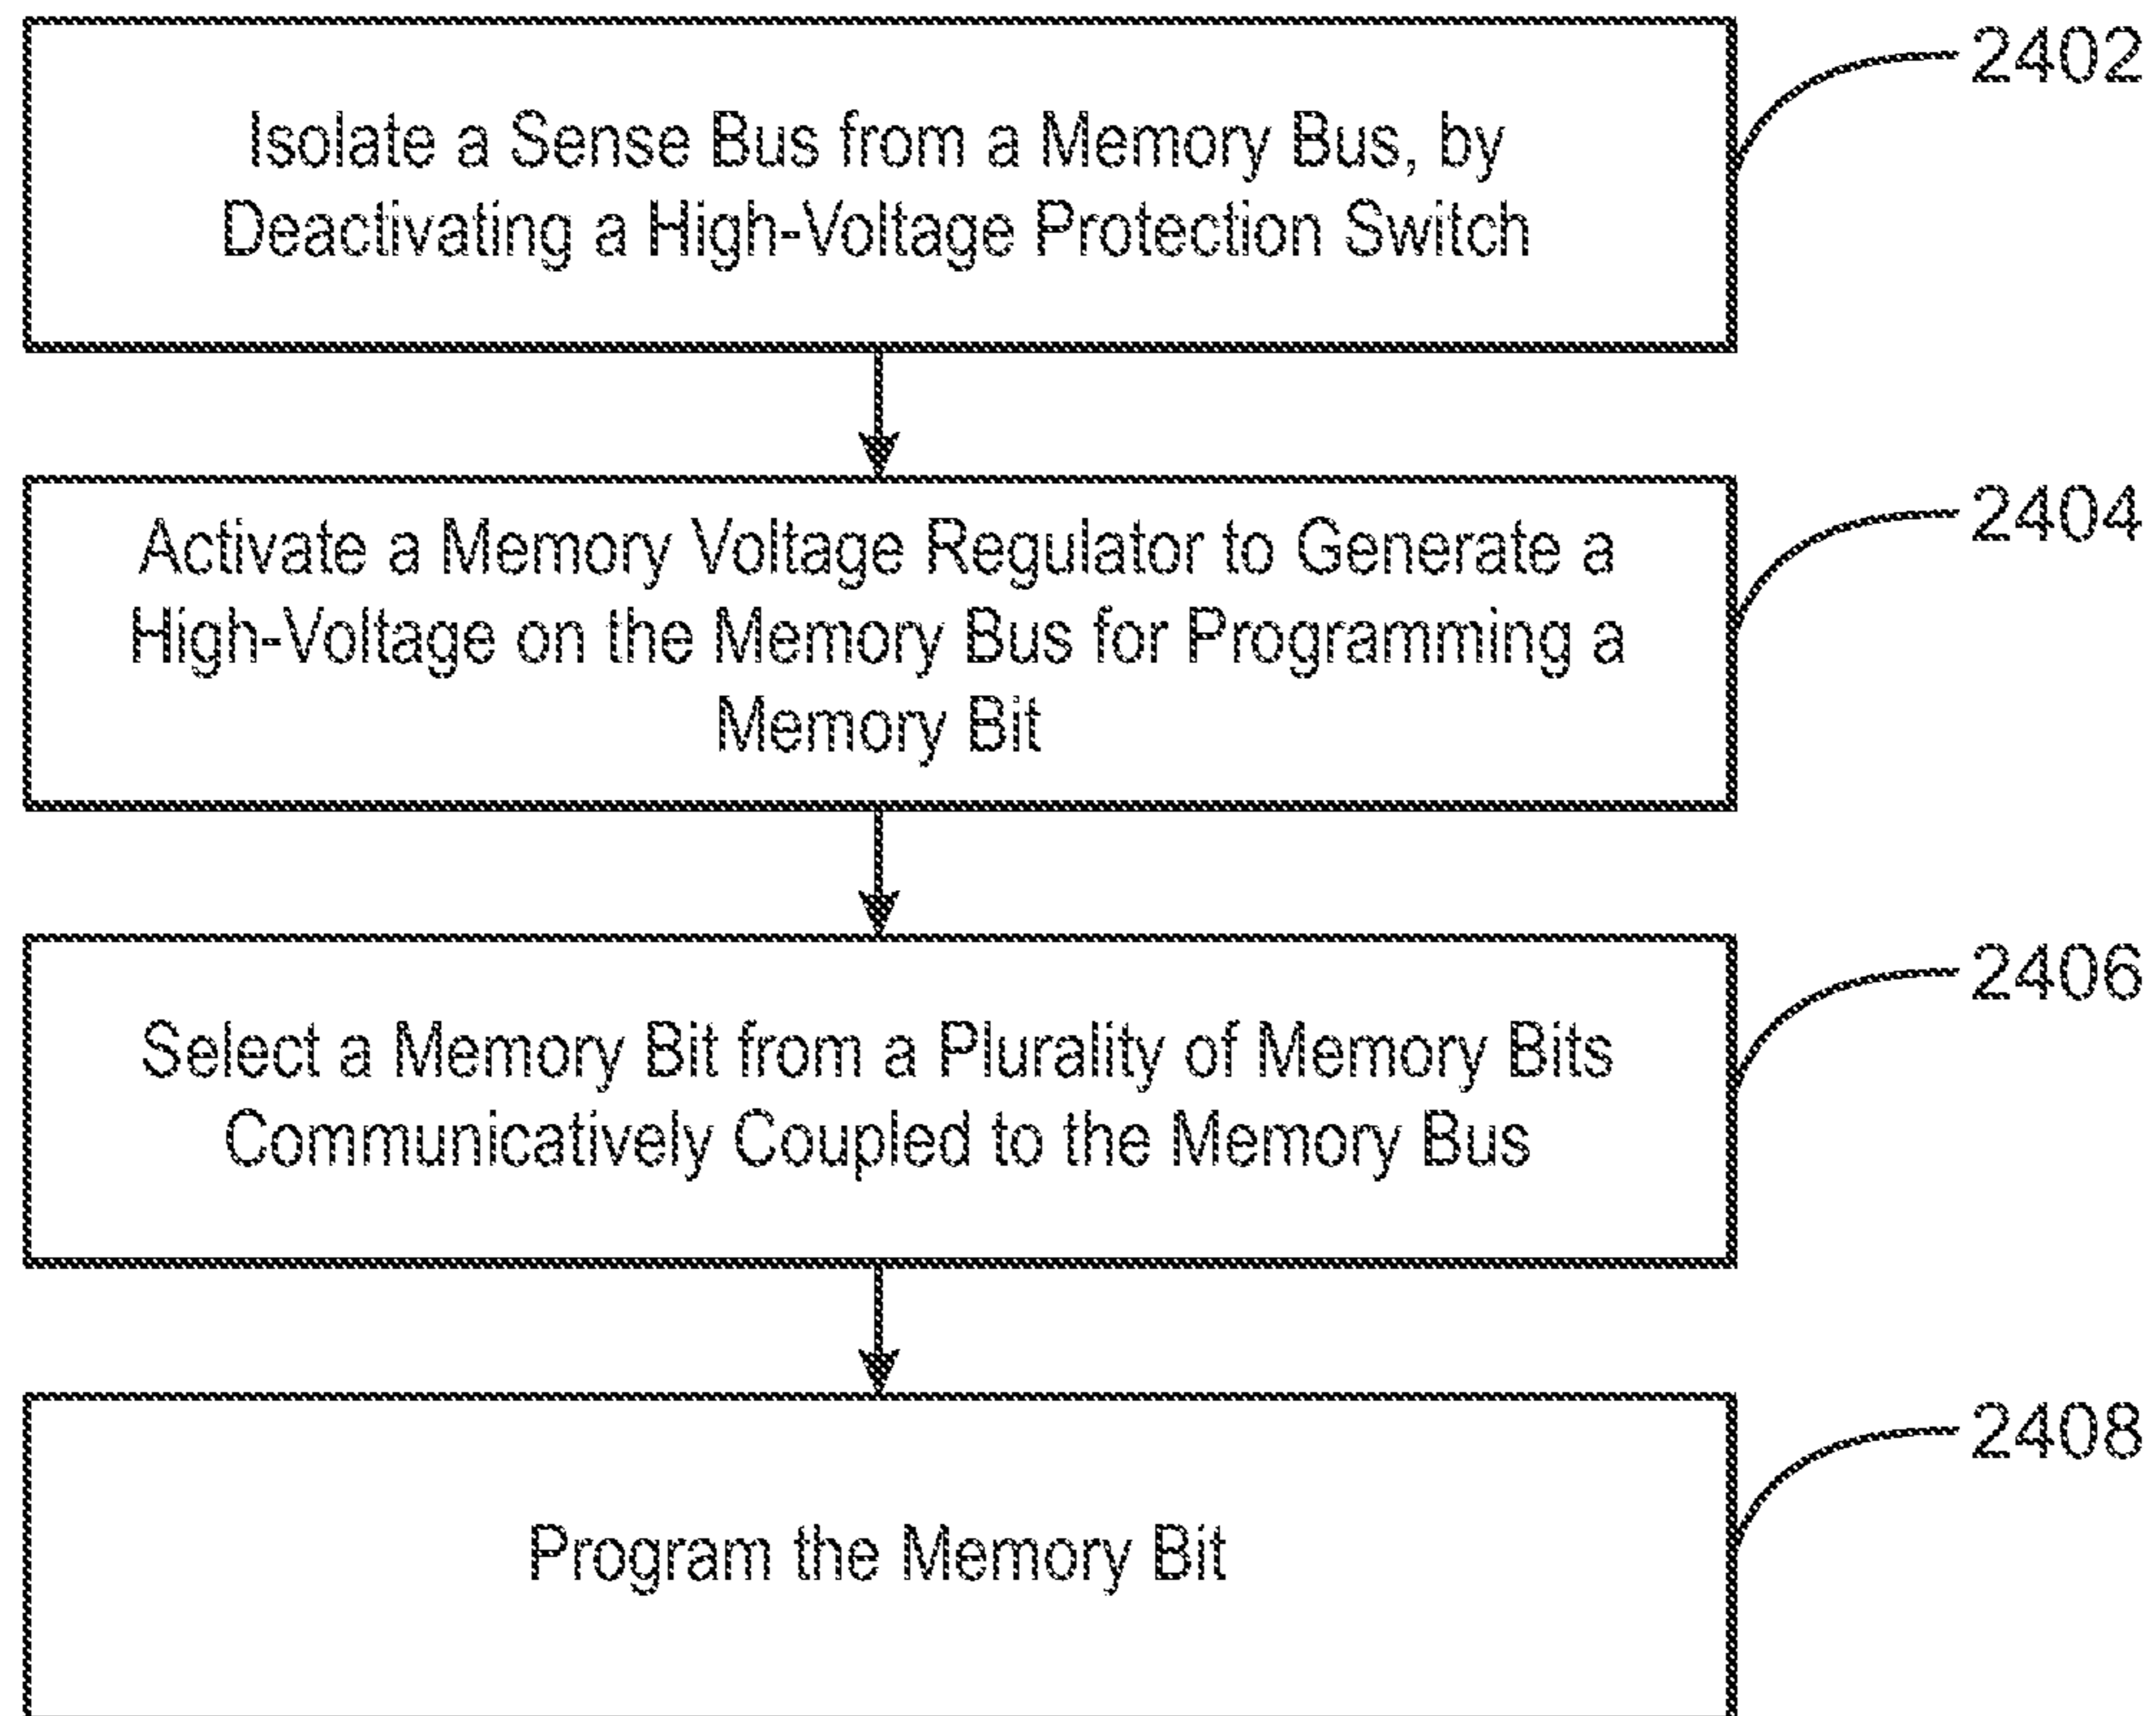 2402
Isolate a Sense Bus from a Memory Bus, by
Deactivating a High-Voltage Protection Switch
2404
Activate a Memory Voltage Regulator to Generate a
High-Voltage on the Memory Bus for Programming a
Memory Bit
2406
Select a Memory Bit from a Plurality of Memory Bits
Communicatively Coupled to the Memory Bus
2408
Program the Memory Bit